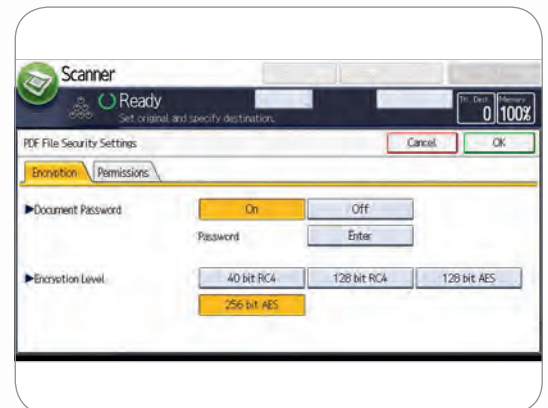 Scanner
Ready
Set original and specify destination.
Memory
0 100%
PDF File Security Settings
Cancel
OK
Encryption
Permissions
Document Password
On
Off
Password
Enter
Encryption Level
40 bit RC4
128 bit RC4
128 bit AES
256 bit AES